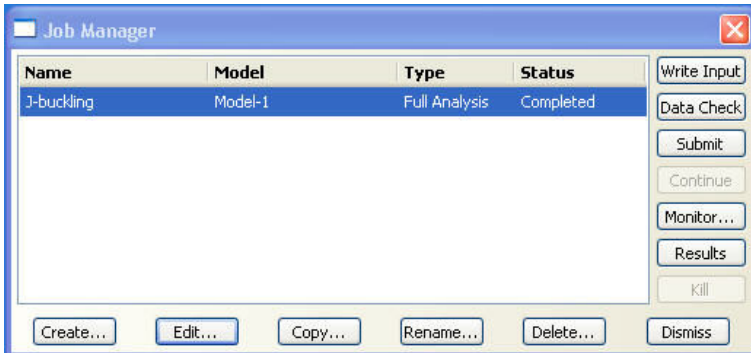 Job Manager
Name Model Type Status
J-buckling Model-1 Full Analysis Completed
Write Input
Data Check
Submit
Continue
Monitor...
Results
Kill
Create... Edit... Copy... Rename... Delete... Dismiss